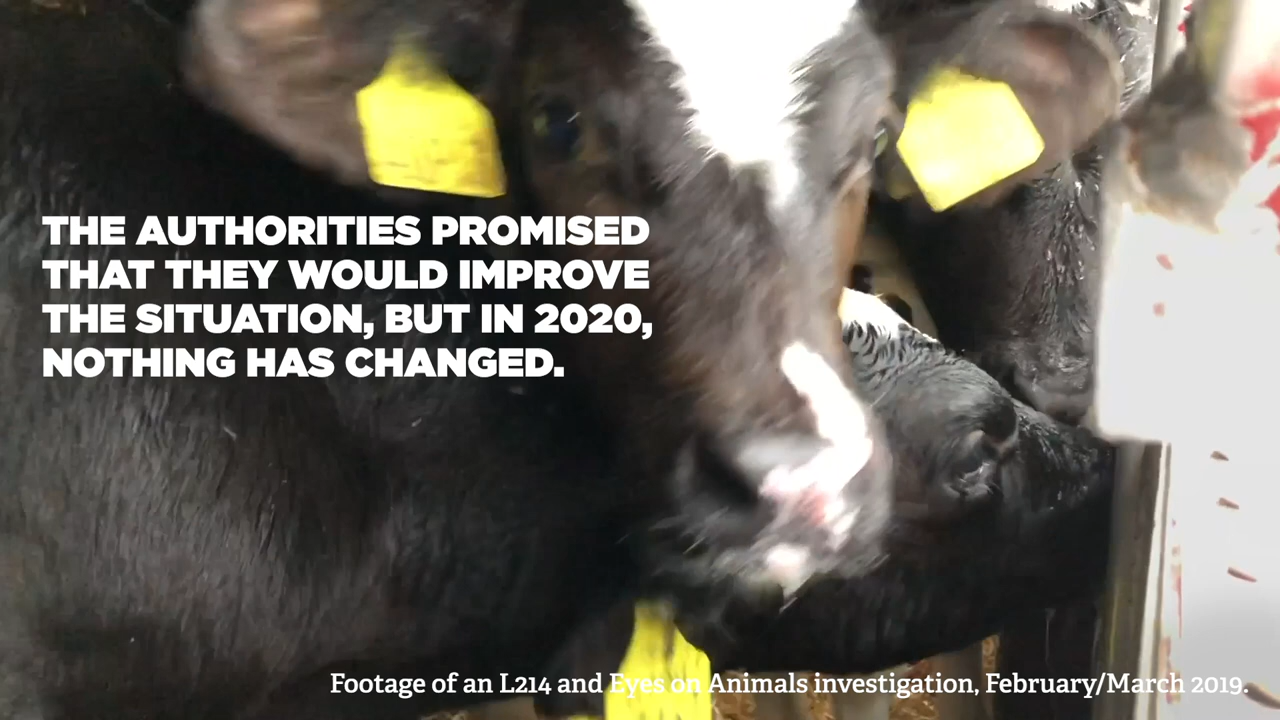 THE AUTHORITIES PROMISED
THAT THEY WOULD IMPROVE
THE SITUATION, BUT IN 2020,
NOTHING HAS CHANGED.
Footage of an L214 and Eyes on Animals investigation, February/March 2019.